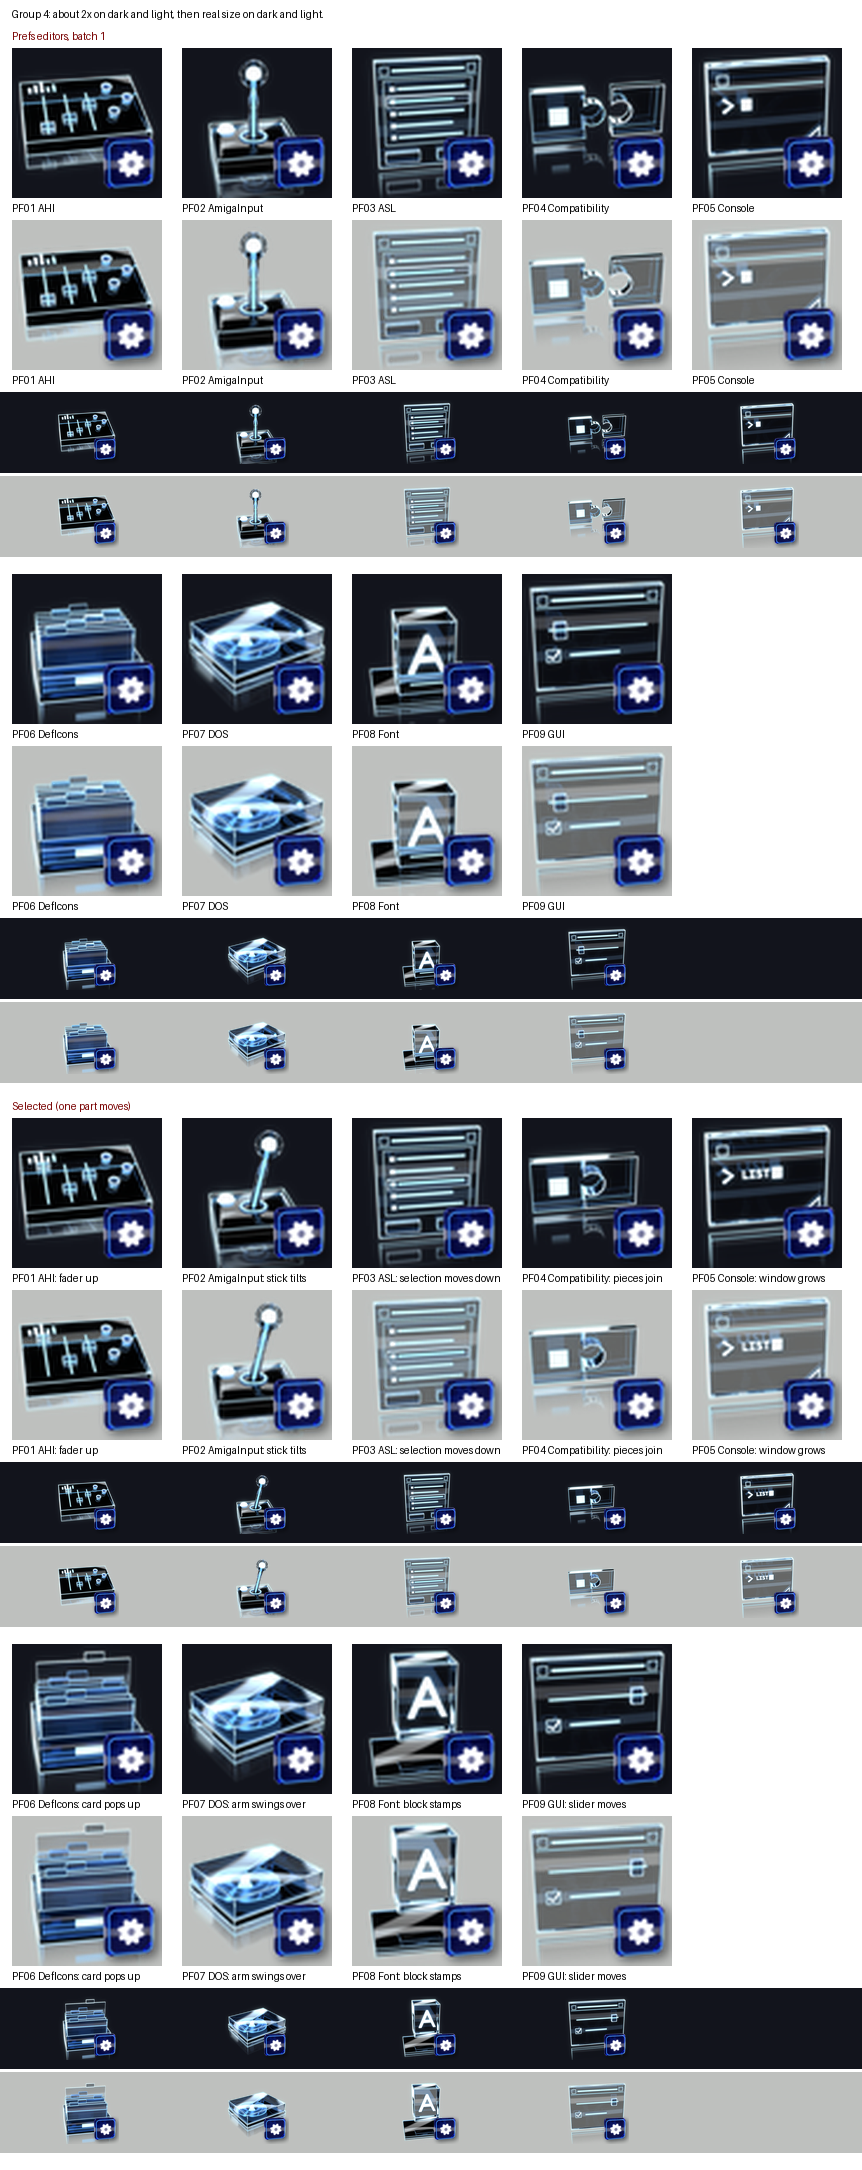 Group 4: about 2x on dark and light, then real size on dark and light.
Prefs editors, batch 1
PF01 AHI PF02 AmigaInput PF03 ASL PF04 Compatibility PF05 Console
PF01 AHI PF02 AmigaInput PF03 ASL PF04 Compatibility PF05 Console
A A
PF06 DefIcons PF07 DOS PF08 Font PF09 GUI
A
PF06 DefIcons PF07 DOS PF08 Font PF09 GUI
A
A
Selected (one part moves)
LIST
PF01 AHI: fader up PF02 AmigaInput: stick tilts PF03 ASL: selection moves down PF04 Compatibility: pieces join PF05 Console: window grows
LIST
PF01 AHI: fader up PF02 AmigaInput: stick tilts PF03 ASL: selection moves down PF04 Compatibility: pieces join PF05 Console: window grows
LIST
LIST
A
PF06 DefIcons: card pops up PF07 DOS: arm swings over PF08 Font: block stamps PF09 GUI: slider moves
A
PF06 DefIcons: card pops up PF07 DOS: arm swings over PF08 Font: block stamps PF09 GUI: slider moves
A
A